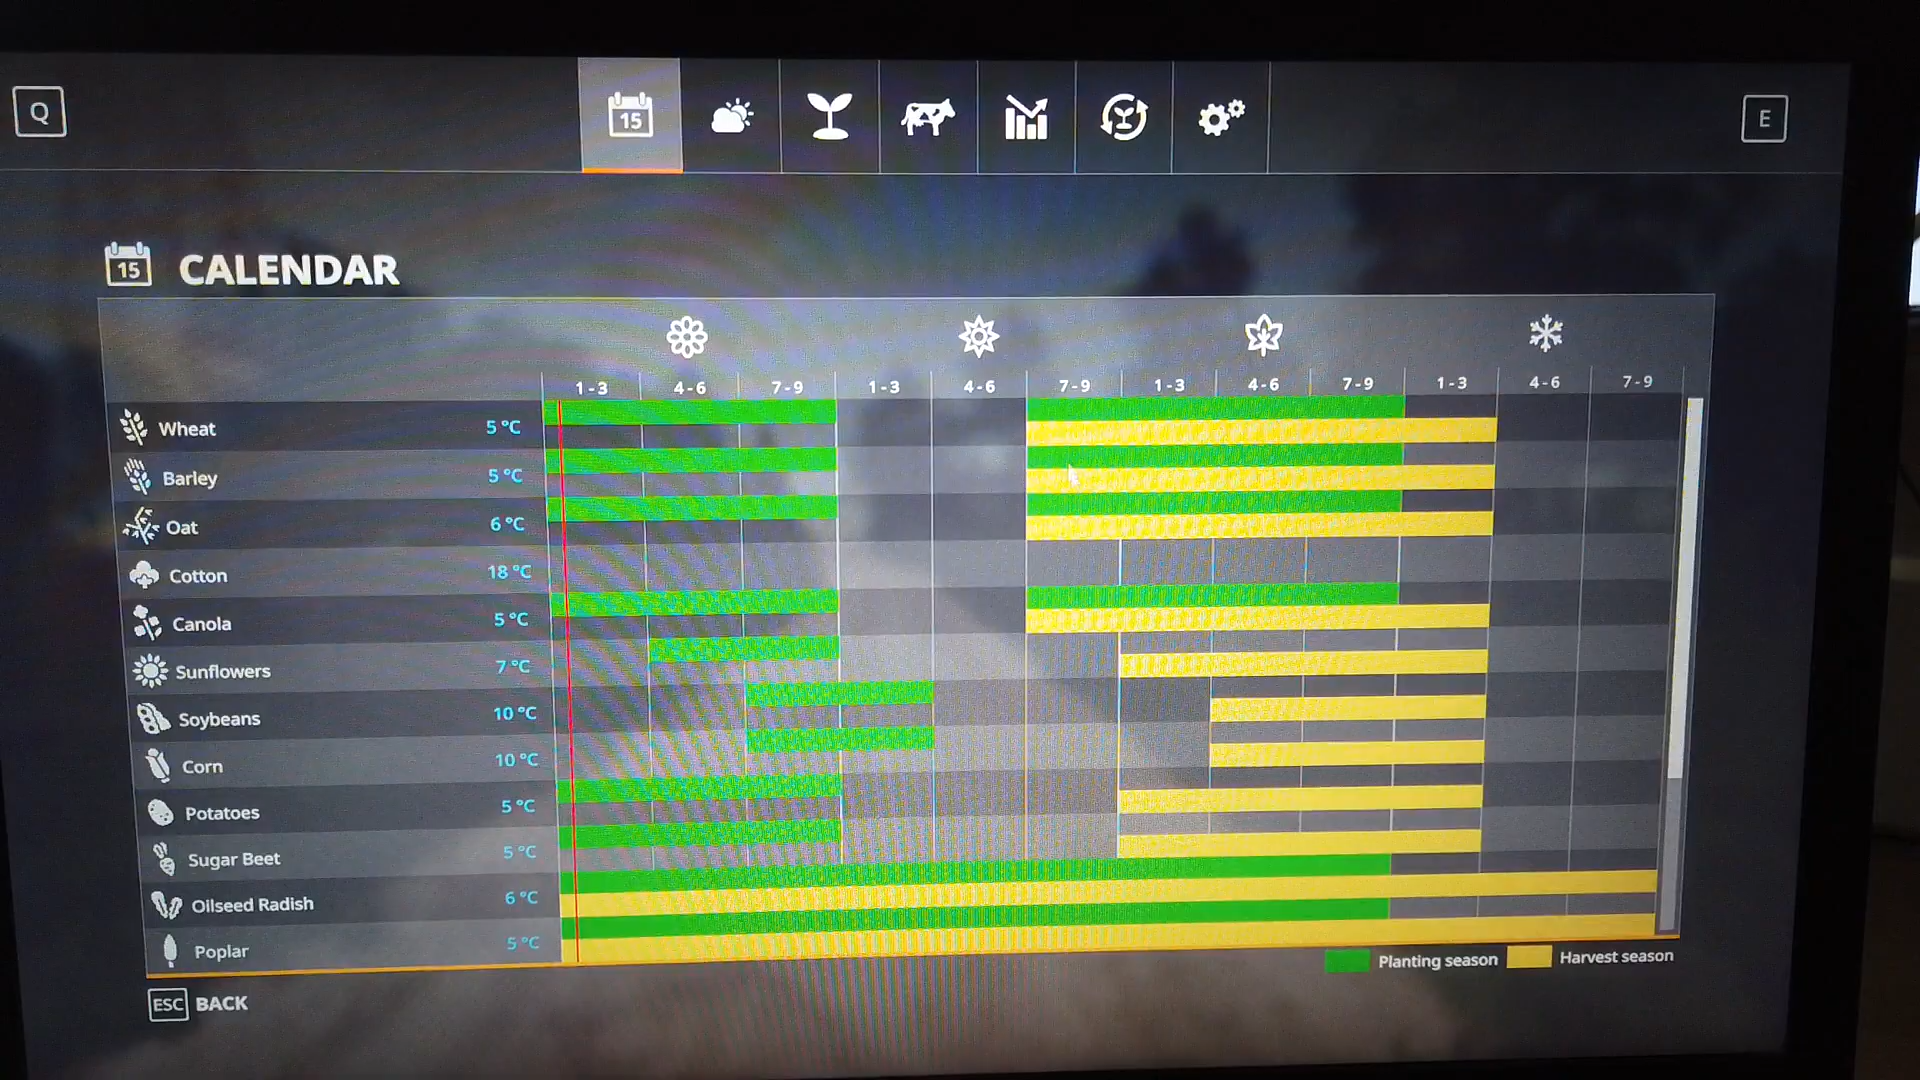 Q
15
E
15 CALENDAR
1 - 3 4 - 6 7 - 9 1 - 3 4 - 6 7 - 9 1 - 3 4 - 6 7 - 9 1 - 3 4 - 6 7 - 9
Wheat 5 °C
Barley 5 °C
Oat 6 °C
Cotton 18 °C
Canola 5 °C
Sunflowers 7 °C
Soybeans 10 °C
Corn 10 °C
Potatoes 5 °C
Sugar Beet 5 °C
Oilseed Radish 6 °C
Poplar 5 °C
Planting season Harvest season
ESC BACK